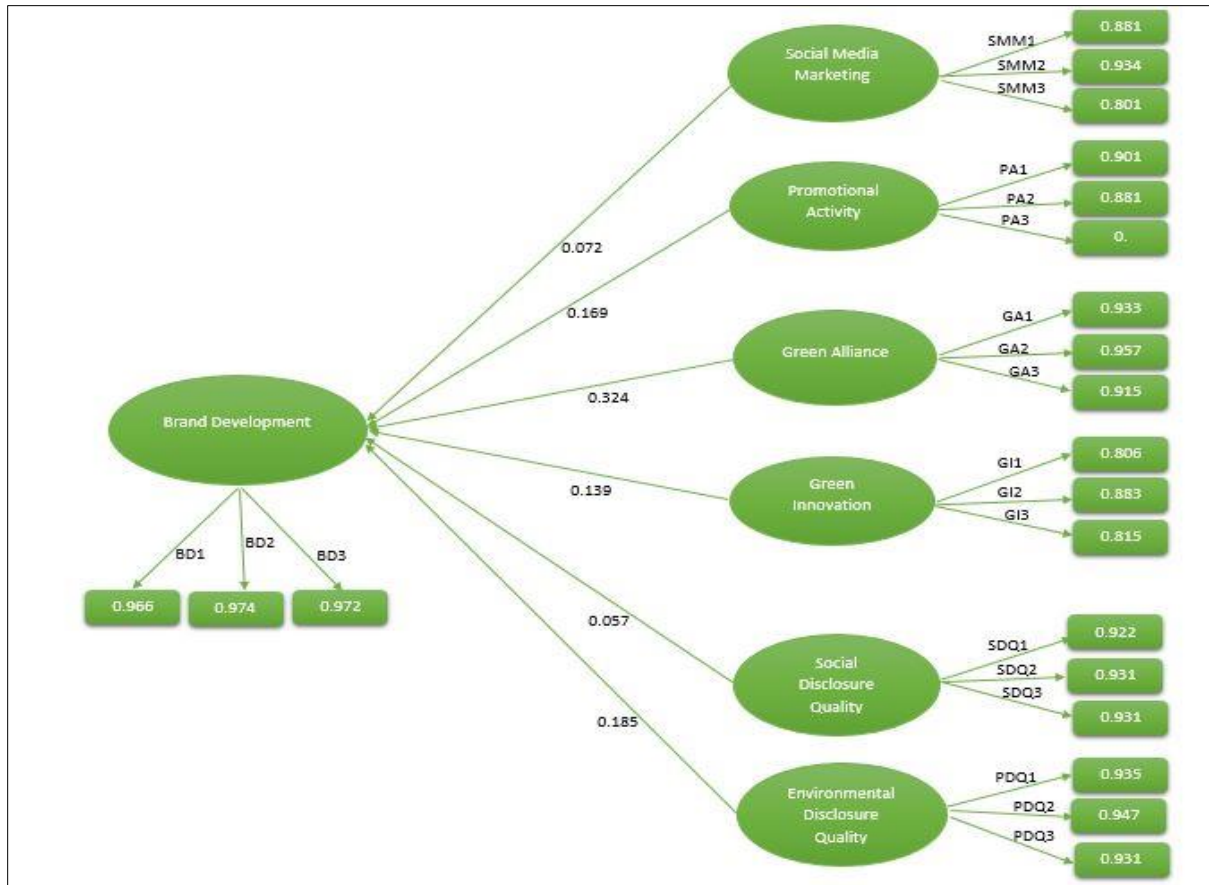 Social Media
Marketing
SMM1
SMM2
SMM3
0.881
0.934
0.801
Promotional
Activity
PA1
PA2
PA3
0.901
0.881
0.
0.072
0.169
Green Alliance
GA1
GA2
GA3
0.933
0.957
0.915
0.324
Brand Development
Green
Innovation
GI1
GI2
GI3
0.806
0.883
0.815
0.139
BD1
BD2
BD3
0.966
0.974
0.972
0.057
Social
Disclosure
Quality
SDQ1
SDQ2
SDQ3
0.922
0.931
0.931
0.185
Environmental
Disclosure
Quality
PDQ1
PDQ2
PDQ3
0.935
0.947
0.931